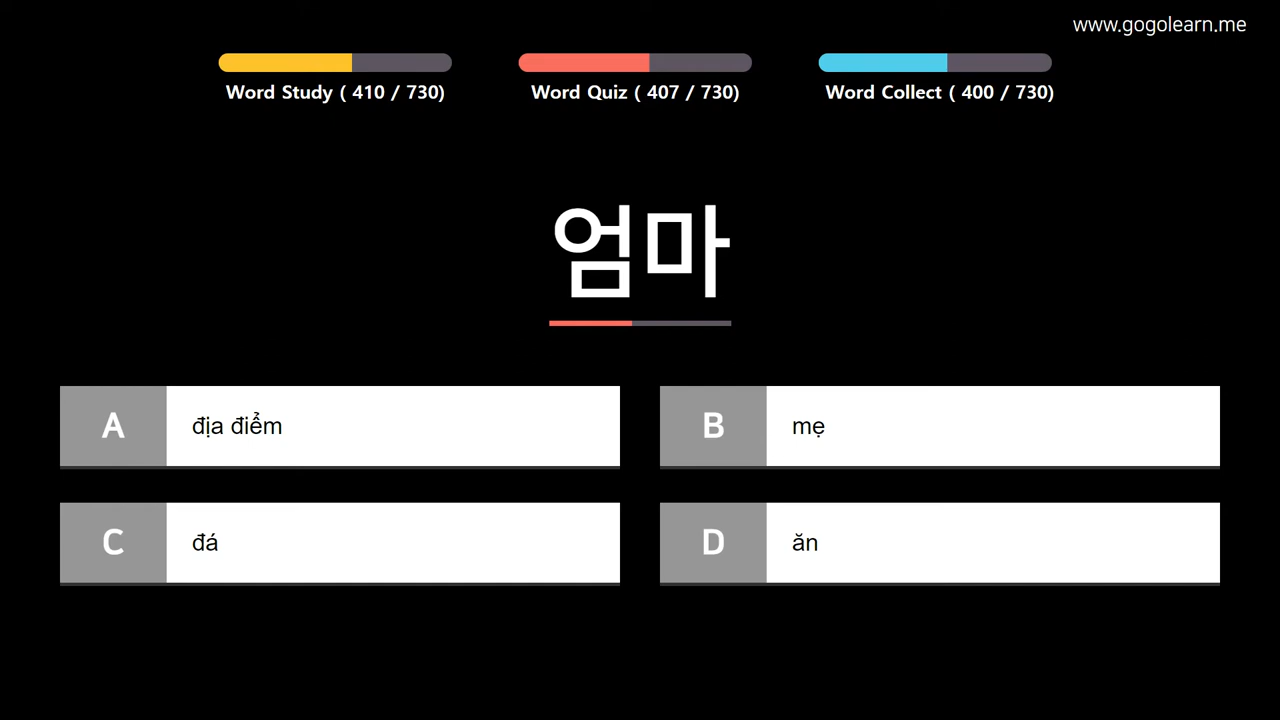 www.gogolearn.me
Word Study ( 410 / 730)
Word Quiz ( 407 / 730)
Word Collect ( 400 / 730)
엄마
A địa điểm
B mẹ
C đá
D ăn